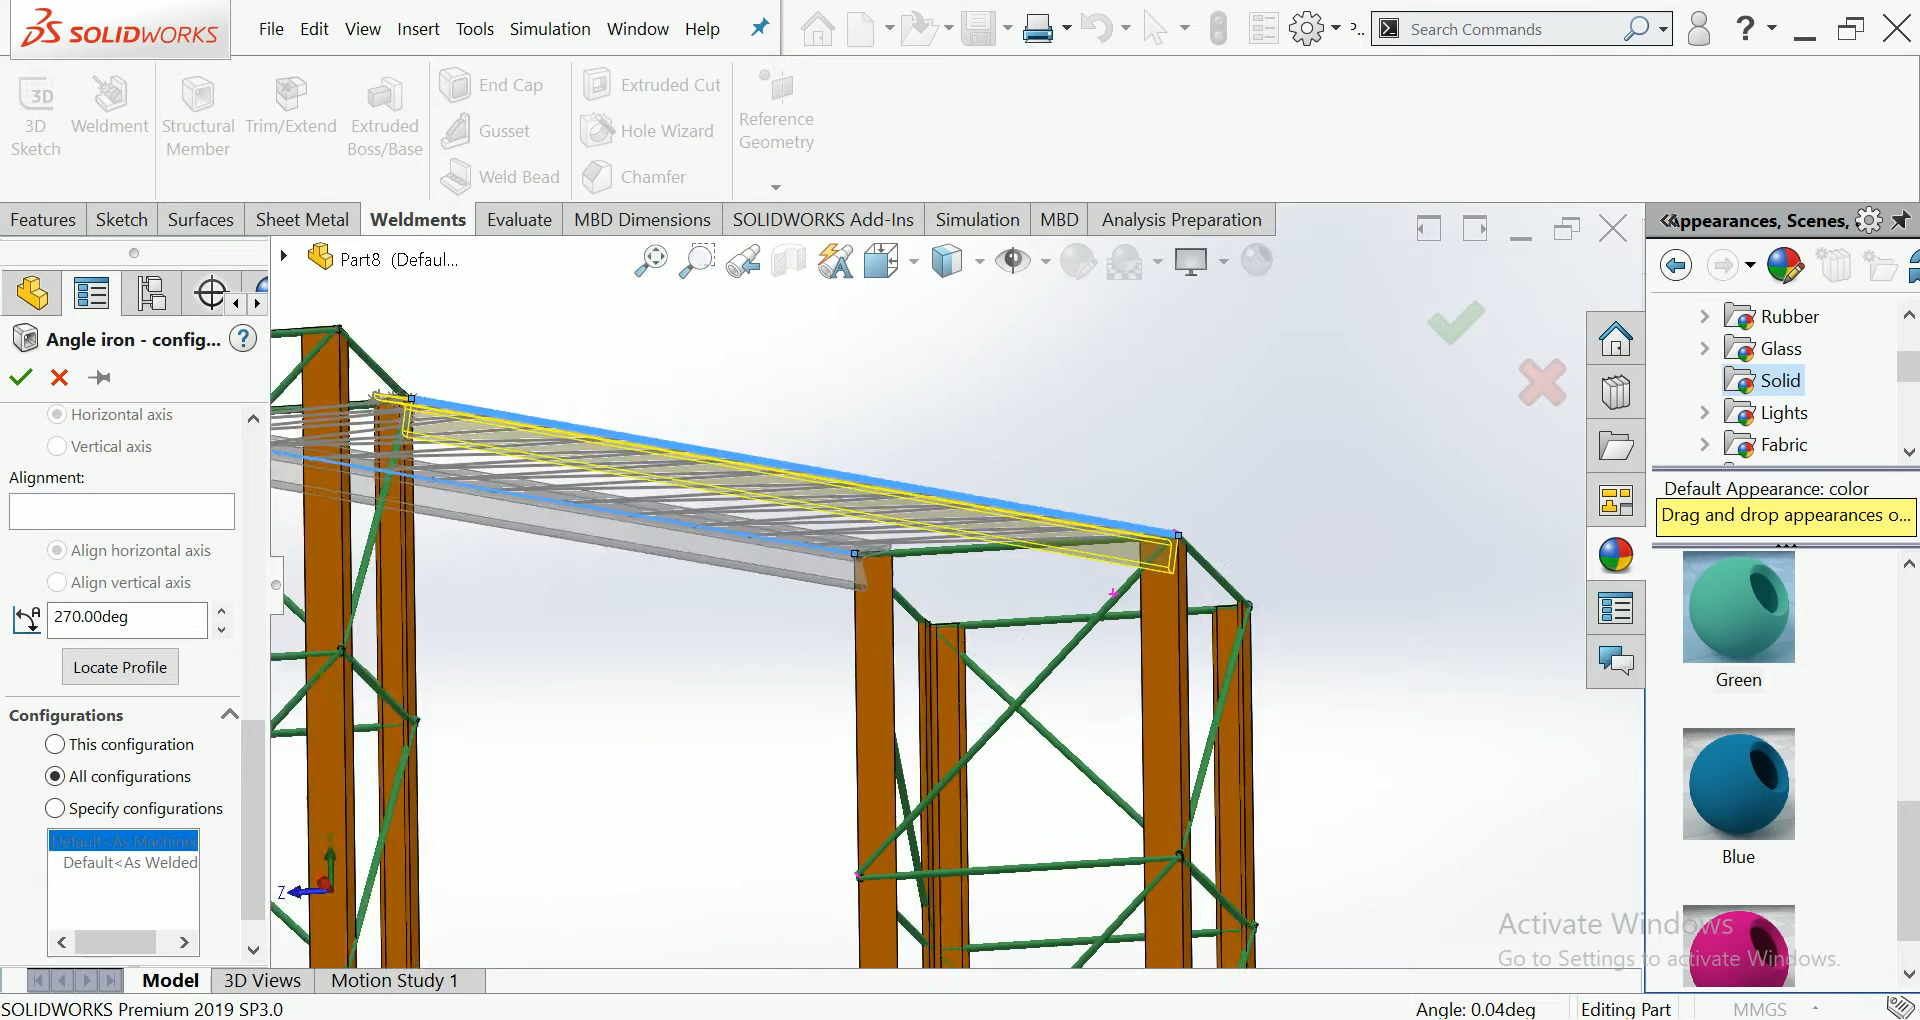 SOLIDWORKS
File Edit View Insert Tools Simulation Window Help
P..
Search Commands
?
3D Sketch
Weldment
Structural Member
Trim/Extend
Extruded Boss/Base
End Cap
Gusset
Weld Bead
Extruded Cut
Hole Wizard
Chamfer
Reference Geometry
Features Sketch Surfaces Sheet Metal Weldments Evaluate MBD Dimensions SOLIDWORKS Add-Ins Simulation MBD Analysis Preparation
Part8 (Defaul...
Angle iron - config...
?
Horizontal axis
Vertical axis
Alignment:
Align horizontal axis
Align vertical axis
270.00deg
Locate Profile
Configurations
This configuration
All configurations
Specify configurations
Default<As Machined
Default<As Welded
Z
Appearances, Scenes,
Rubber
Glass
Solid
Lights
Fabric
Default Appearance: color
Drag and drop appearances o...
Green
Blue
Activate Windows
Go to Settings to activate Windows.
Model 3D Views Motion Study 1
SOLIDWORKS Premium 2019 SP3.0
Angle: 0.04deg Editing Part MMGS